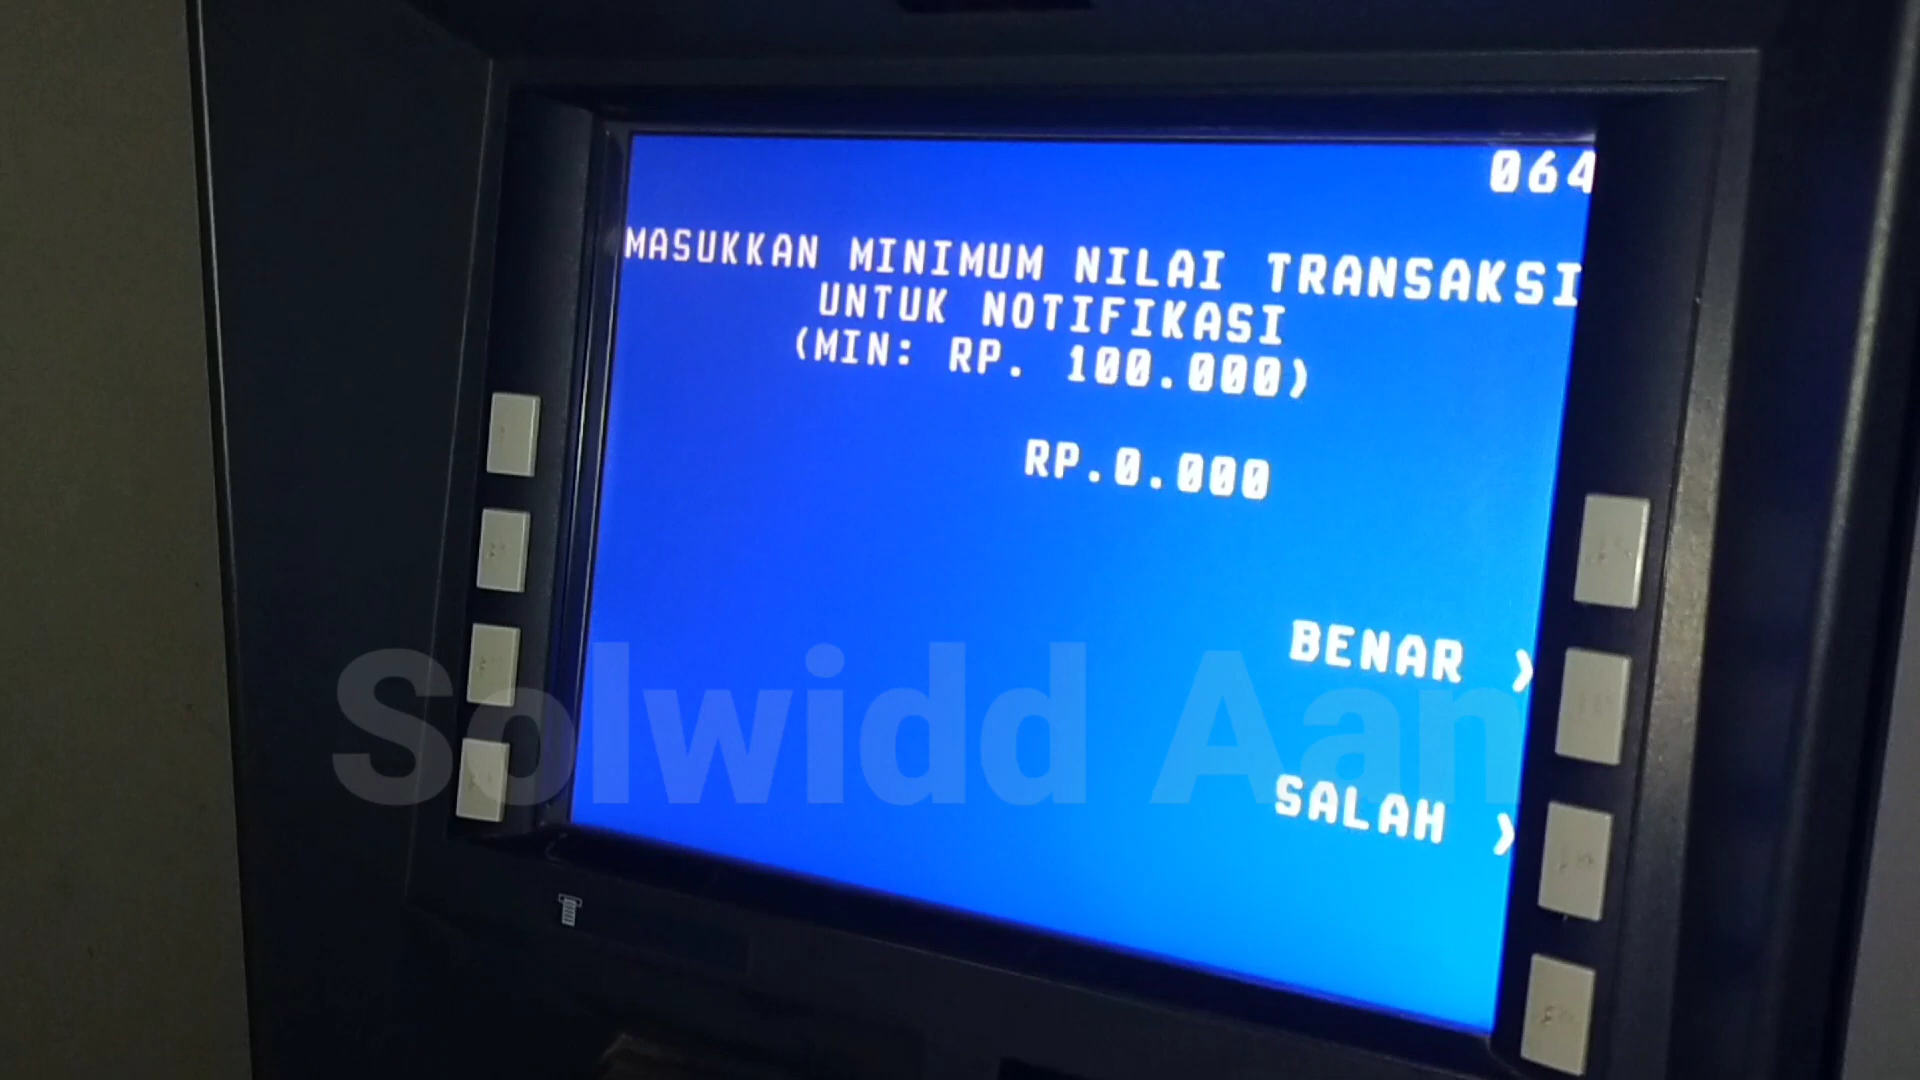 064
MASUKKAN MINIMUM NILAI TRANSAKSI
UNTUK NOTIFIKASI
(MIN: RP. 100.000)
RP.0.000
BENAR >
SALAH >
Solwidd Aan